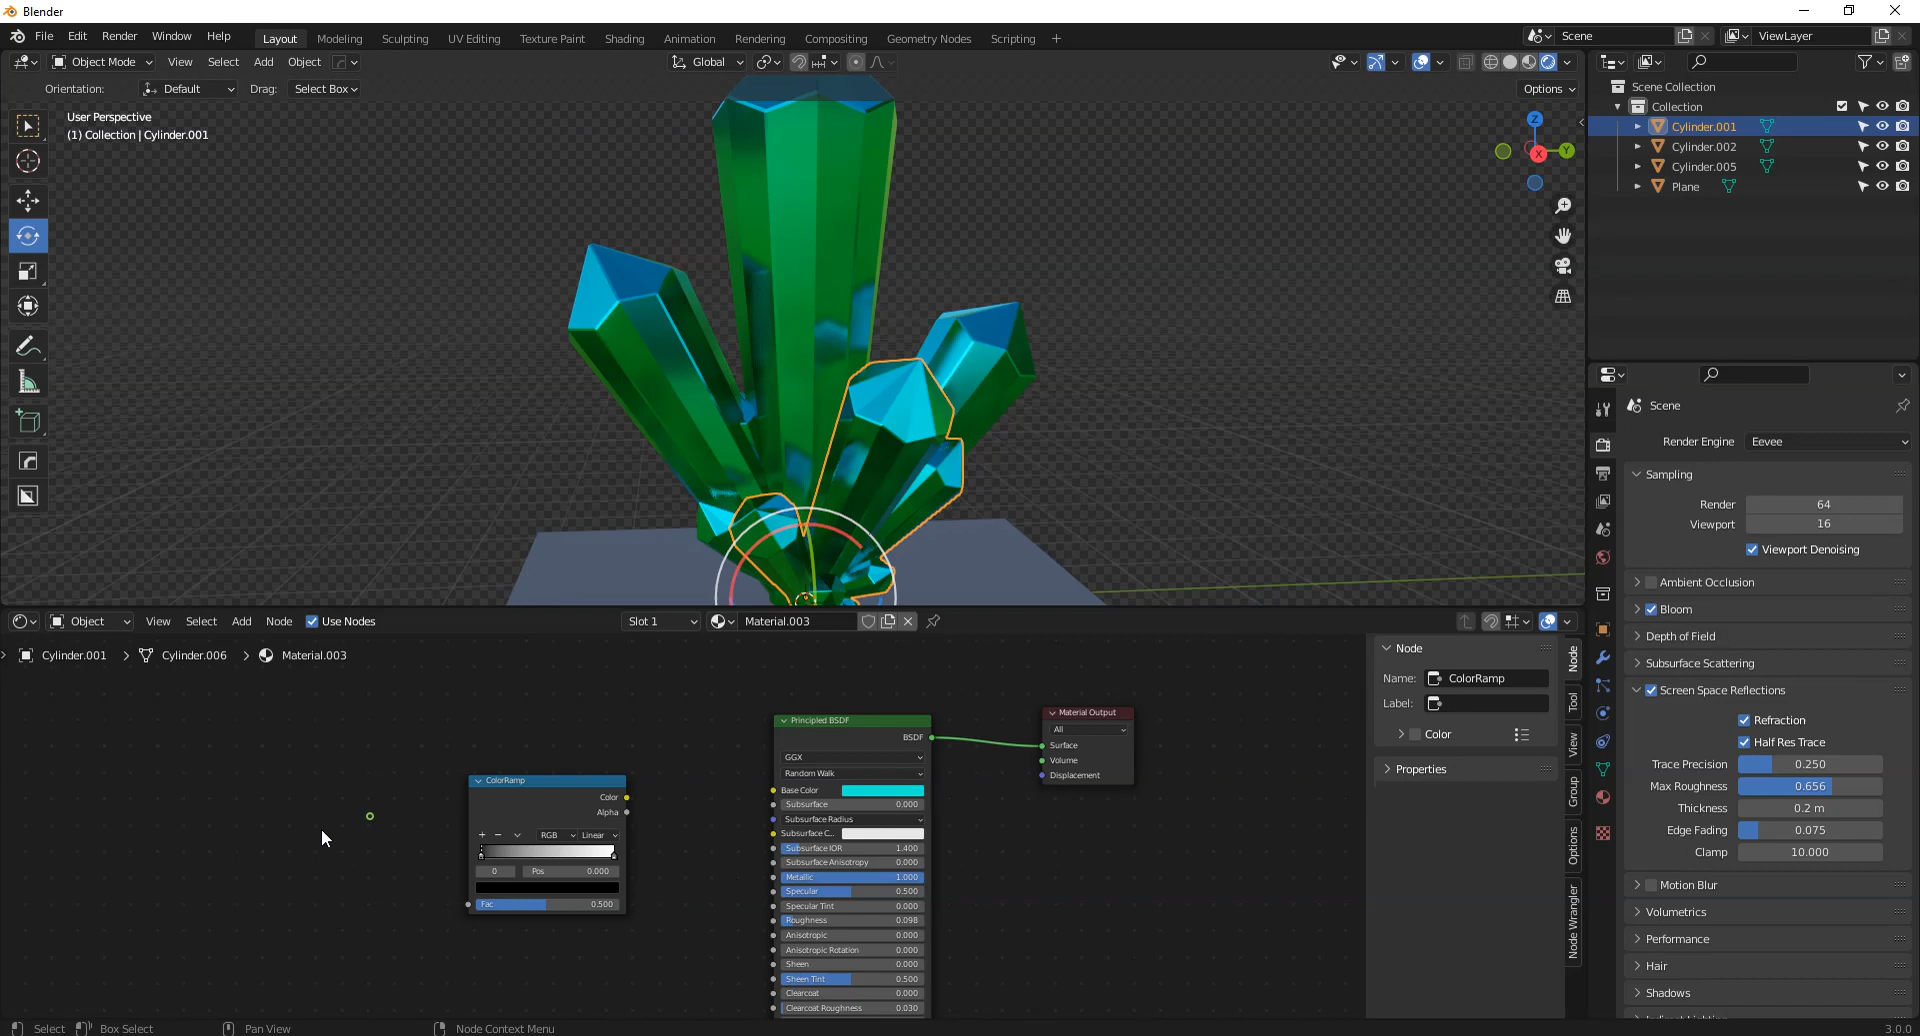 Blender
File Edit Render Window Help
Layout Modeling Sculpting UV Editing Texture Paint Shading Animation Rendering Compositing Geometry Nodes Scripting +
Scene
ViewLayer
Object Mode View Select Add Object
Global
Orientation: Default Drag: Select Box
Options
User Perspective
(1) Collection | Cylinder.001
Z
X
Y
Scene Collection
Collection
Cylinder.001
Cylinder.002
Cylinder.005
Plane
Scene
Render Engine Eevee
Sampling
Render 64
Viewport 16
Viewport Denoising
Ambient Occlusion
Bloom
Depth of Field
Subsurface Scattering
Screen Space Reflections
Refraction
Half Res Trace
Trace Precision 0.250
Max Roughness 0.656
Thickness 0.2 m
Edge Fading 0.075
Clamp 10.000
Motion Blur
Volumetrics
Performance
Hair
Shadows
Object View Select Add Node Use Nodes
Slot 1 Material.003
Cylinder.001 > Cylinder.006 > Material.003
ColorRamp
Color
Alpha
+ − RGB Linear
0 Pos 0.000
Fac 0.500
Principled BSDF
BSDF
GGX
Random Walk
Base Color
Subsurface 0.000
Subsurface Radius
Subsurface C...
Subsurface IOR 1.400
Subsurface Anisotropy 0.000
Metallic 1.000
Specular 0.500
Specular Tint 0.000
Roughness 0.098
Anisotropic 0.000
Anisotropic Rotation 0.000
Sheen 0.000
Sheen Tint 0.500
Clearcoat 0.000
Clearcoat Roughness 0.030
Material Output
All
Surface
Volume
Displacement
Node
Name: ColorRamp
Label:
Color
Properties
Node
Tool
View
Group
Options
Node Wrangler
Select Box Select Pan View Node Context Menu
3.0.0